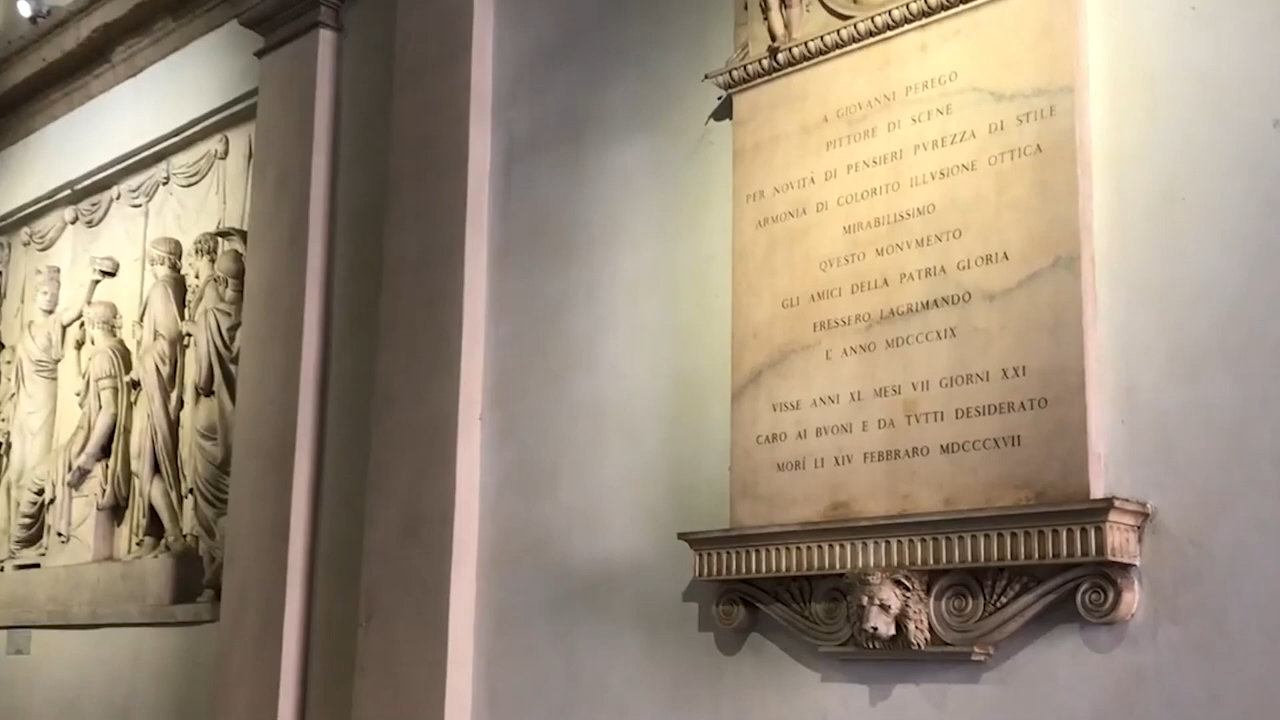 A GIOVANNI PEREGO
PITTORE DI SCENE
PER NOVITÀ DI PENSIERI PVREZZA DI STILE
ARMONIA DI COLORITO ILLVSIONE OTTICA
MIRABILISSIMO
QVESTO MONVMENTO
GLI AMICI DELLA PATRIA GLORIA
ERESSERO LAGRIMANDO
L' ANNO MDCCCXIX
VISSE ANNI XL MESI VII GIORNI XXI
CARO AI BVONI E DA TVTTI DESIDERATO
MORÍ LI XIV FEBBRARO MDCCCXVII